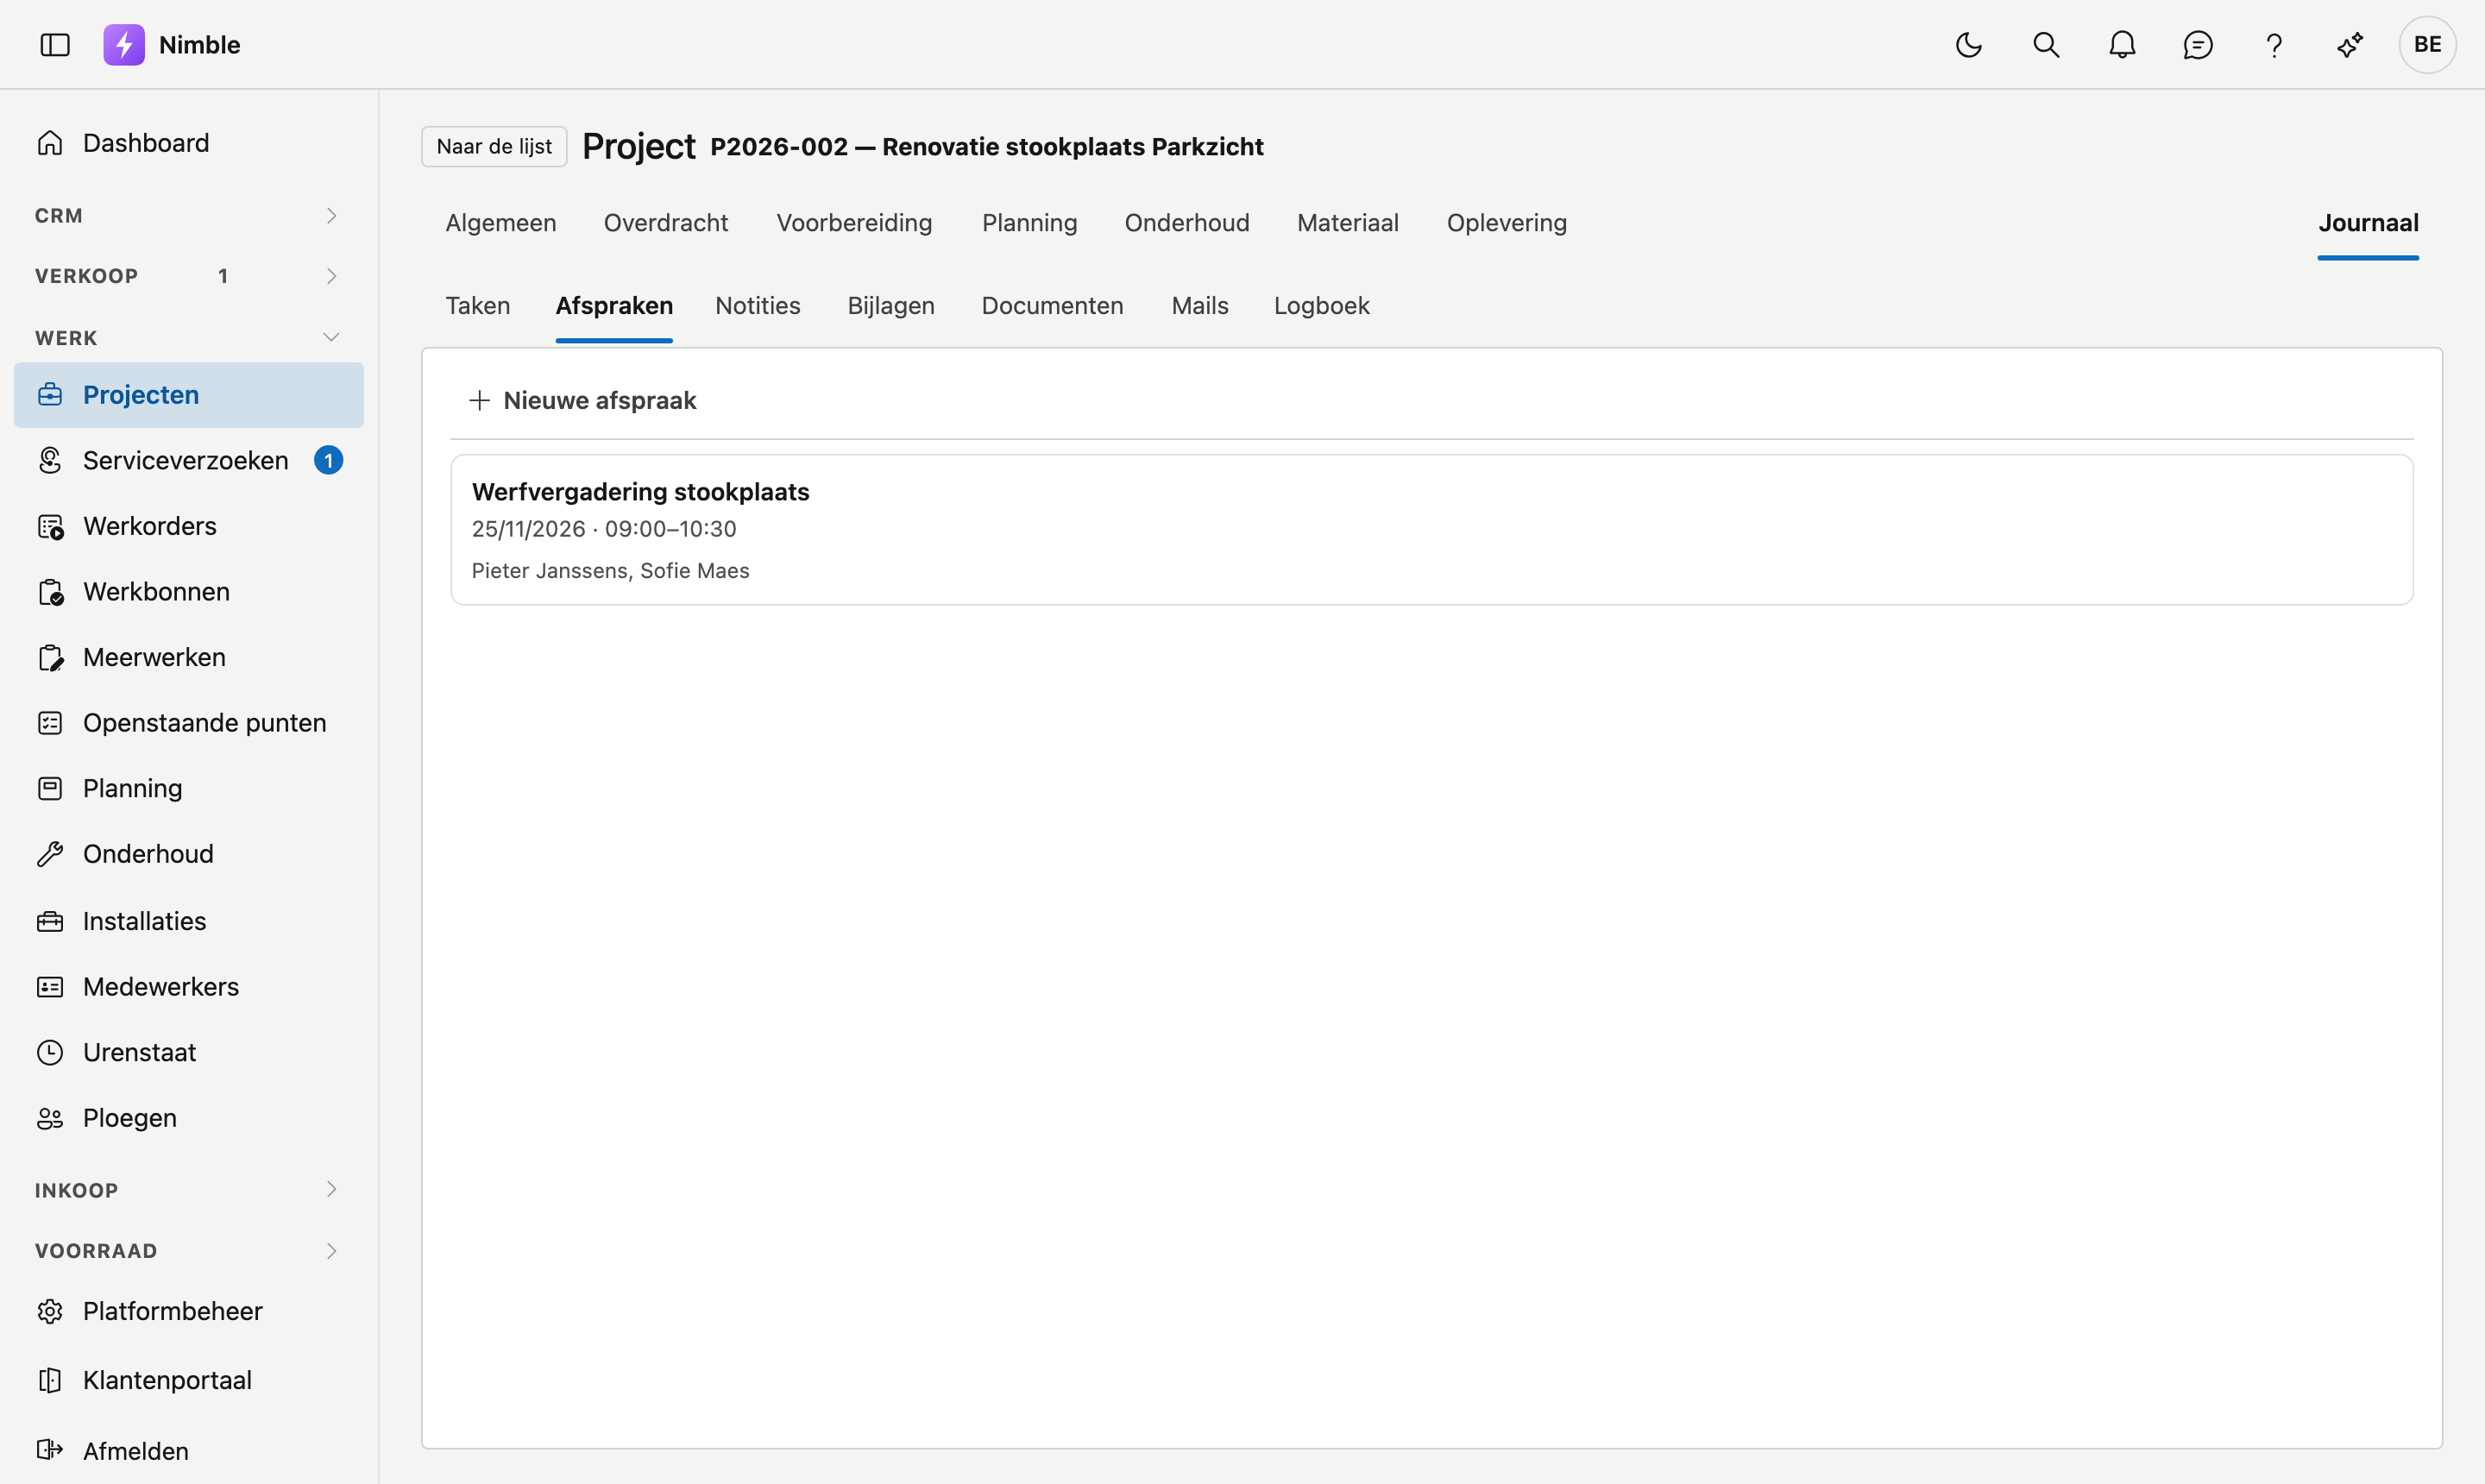 Nimble
BE
Dashboard
CRM
VERKOOP 1
WERK
Projecten
Serviceverzoeken 1
Werkorders
Werkbonnen
Meerwerken
Openstaande punten
Planning
Onderhoud
Installaties
Medewerkers
Urenstaat
Ploegen
INKOOP
VOORRAAD
Platformbeheer
Klantenportaal
Afmelden
Naar de lijst Project P2026-002 — Renovatie stookplaats Parkzicht
Algemeen Overdracht Voorbereiding Planning Onderhoud Materiaal Oplevering Journaal
Taken Afspraken Notities Bijlagen Documenten Mails Logboek
Nieuwe afspraak
Werfvergadering stookplaats
25/11/2026 · 09:00–10:30
Pieter Janssens, Sofie Maes